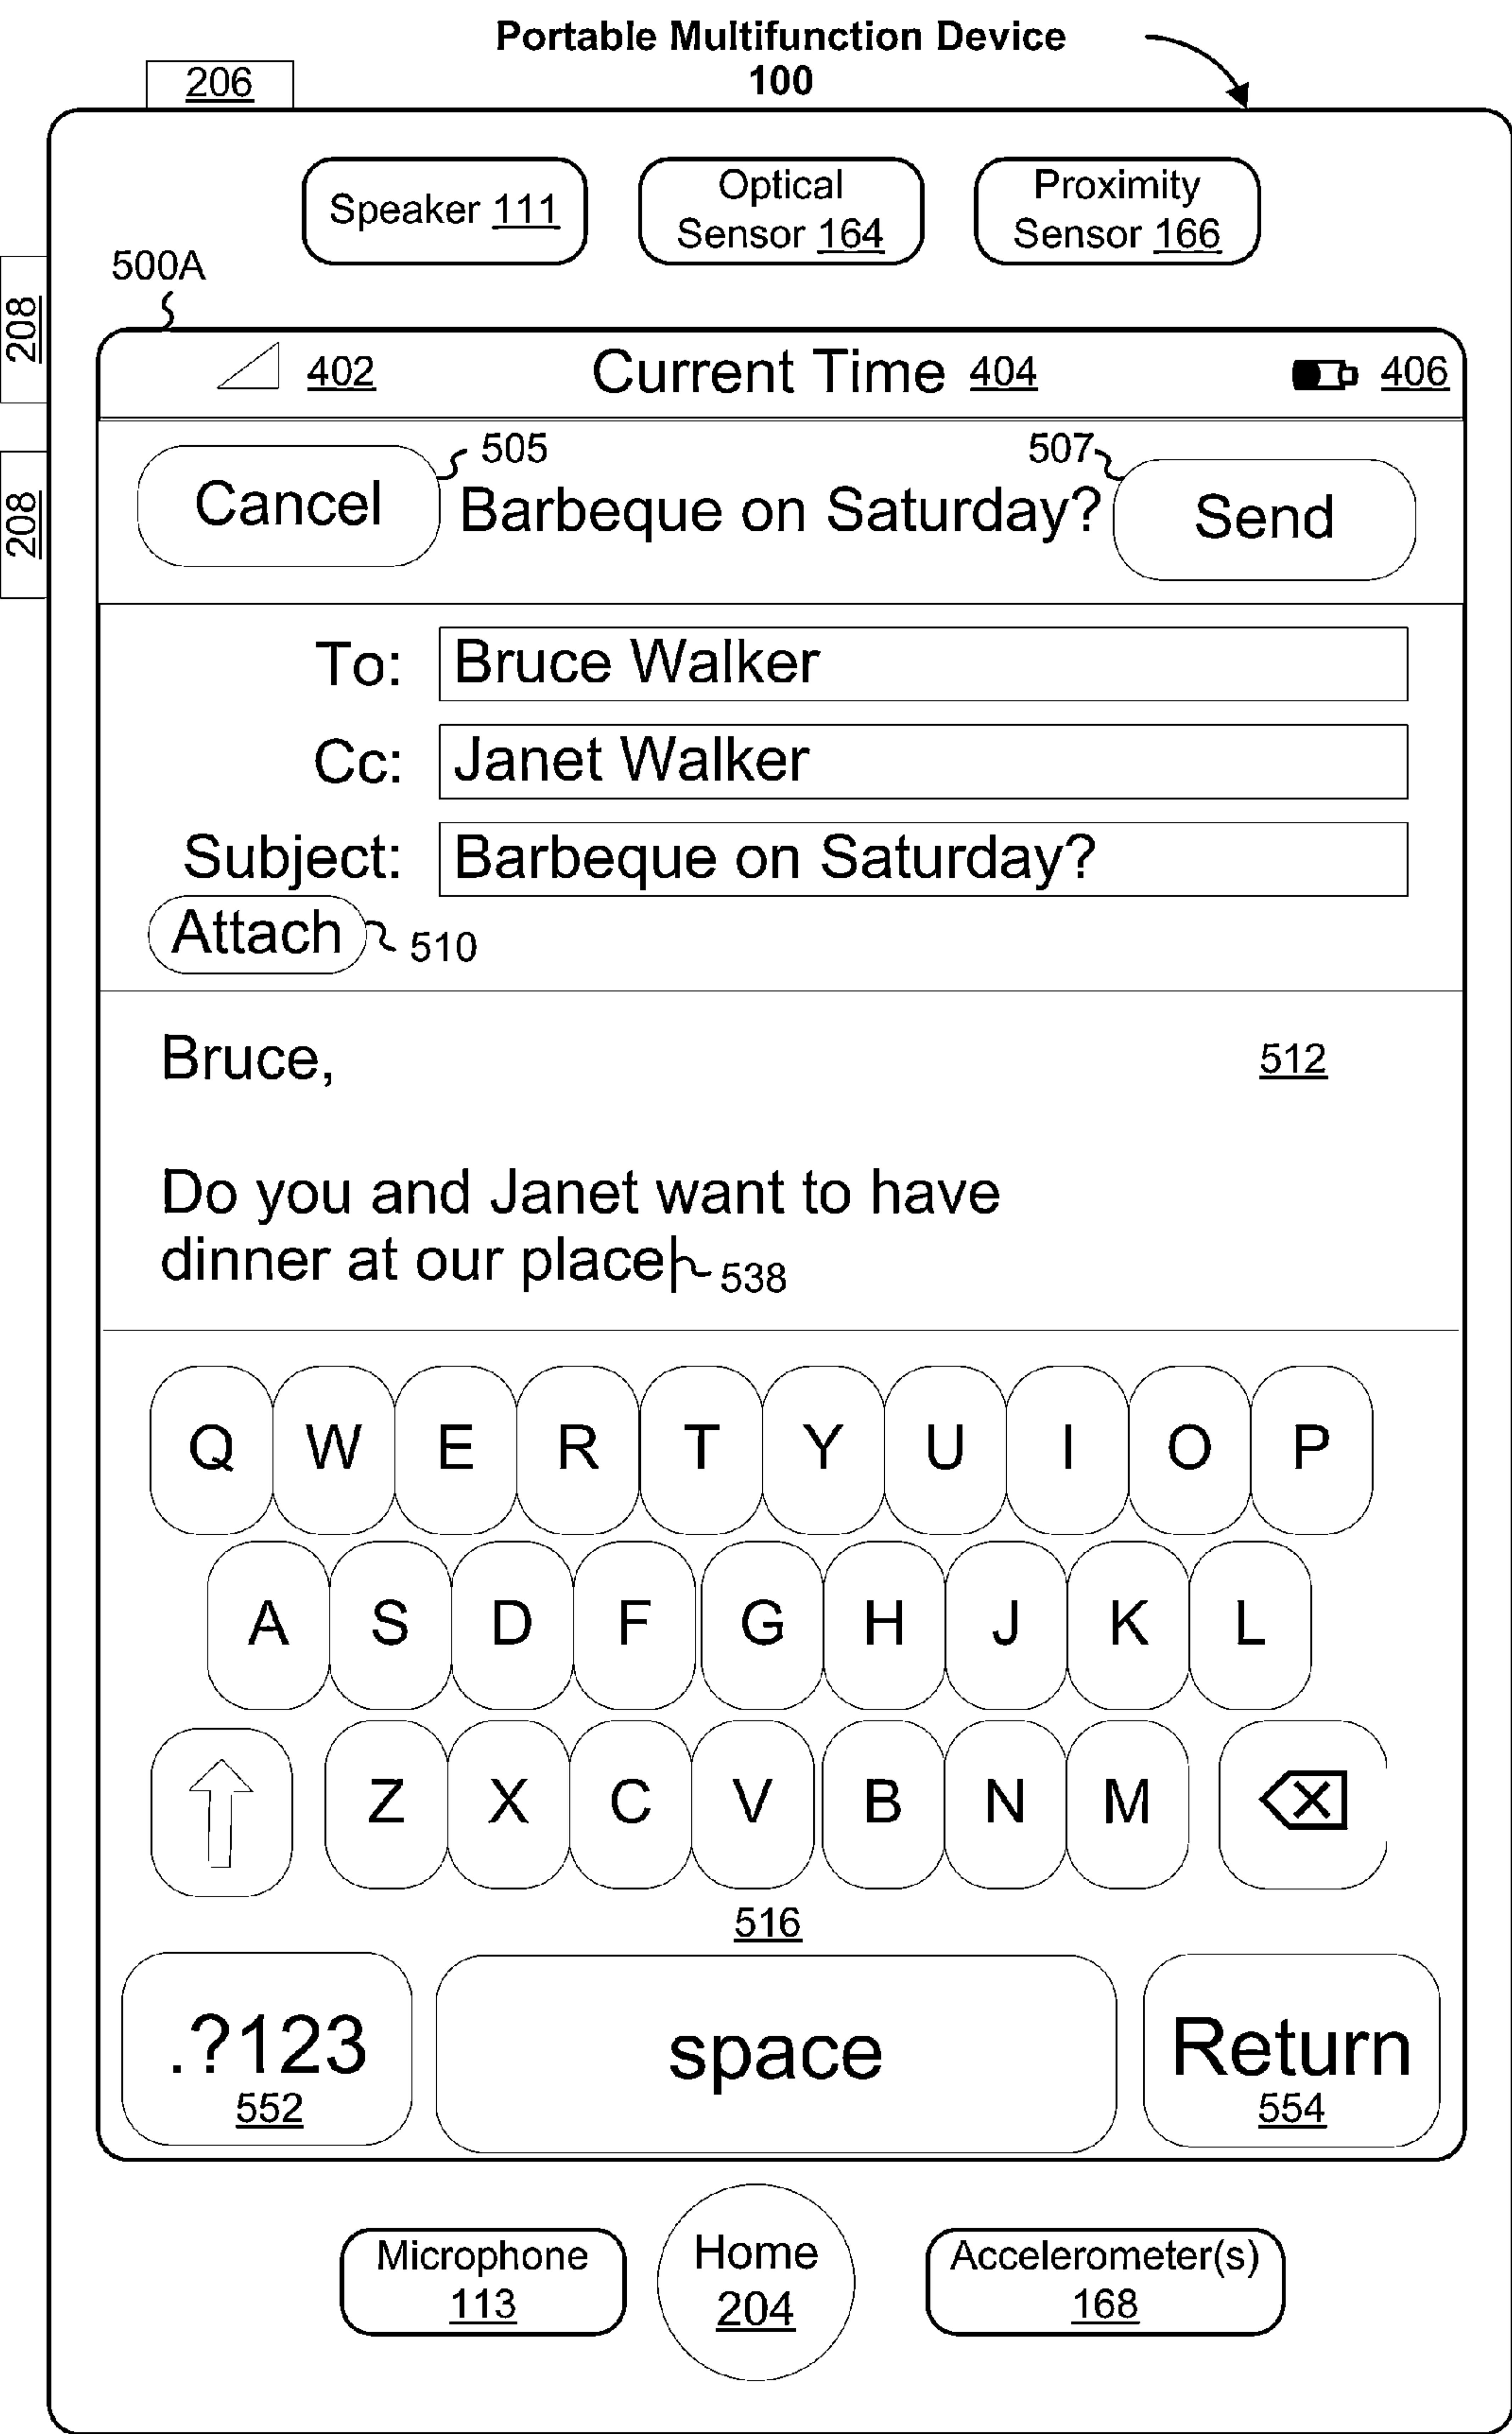 Portable Multifunction Device
100
206
Speaker 111
Optical
Sensor 164
Proximity
Sensor 166
500A
208
208
402
Current Time 404
406
505
507
Cancel
Barbeque on Saturday?
Send
To:
Bruce Walker
Cc:
Janet Walker
Subject:
Barbeque on Saturday?
Attach
510
Bruce,
512
Do you and Janet want to have
dinner at our place
538
Q W E R T Y U I O P
A S D F G H J K L
Z X C V B N M
516
.?123
552
space
Return
554
Microphone
113
Home
204
Accelerometer(s)
168